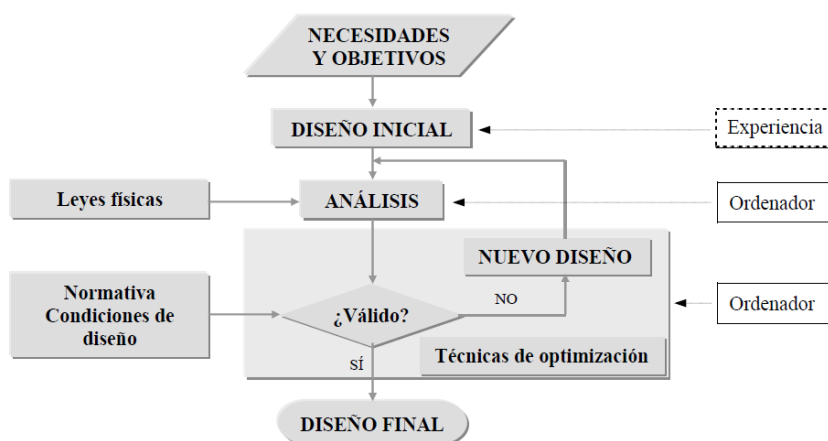 NECESIDADES
Y OBJETIVOS
DISEÑO INICIAL
Experiencia
Leyes físicas
ANÁLISIS
Ordenador
NUEVO DISEÑO
Normativa
Condiciones de
diseño
¿Válido?
NO
Ordenador
SÍ
Técnicas de optimización
DISEÑO FINAL